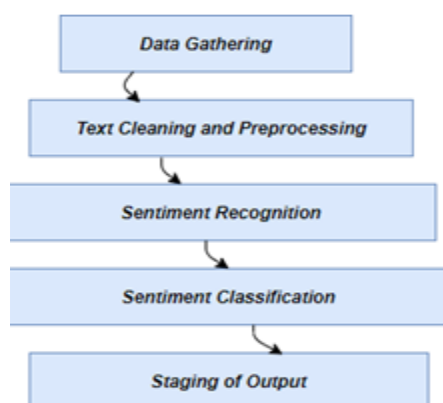 Data Gathering
Text Cleaning and Preprocessing
Sentiment Recognition
Sentiment Classification
Staging of Output